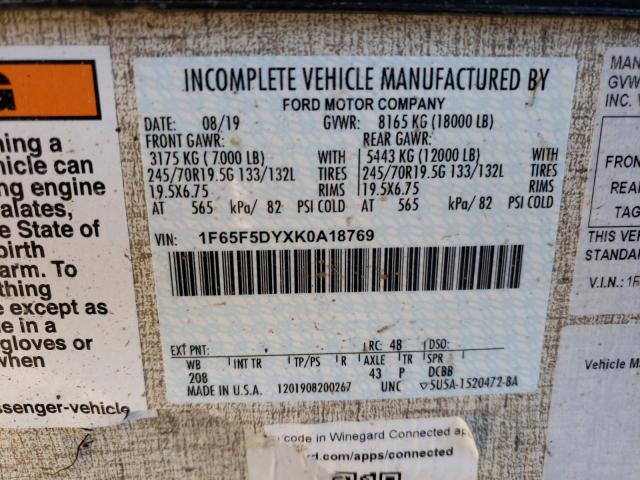 INCOMPLETE VEHICLE MANUFACTURED BY
FORD MOTOR COMPANY
DATE: 08/19 GVWR: 8165 KG (18000 LB)
FRONT GAWR: REAR GAWR:
3175 KG (7000 LB) WITH 5443 KG (12000 LB) WITH
245/70R19.5G 133/132L TIRES 245/70R19.5G 133/132L TIRES
19.5X6.75 RIMS 19.5X6.75 RIMS
AT 565 kPa/ 82 PSI COLD AT 565 kPa/ 82 PSI COLD
VIN: 1F65F5DYXK0A18769
EXT PNT: RC: 48 DSO:
WB INT TR TP/PS R AXLE TR SPR
208 43 P DCBB
MADE IN U.S.A. 1201908200267 UNC ▽5U5A-1520472-BA
ning a
hicle can
ng engine
alates,
e State of
birth
arm. To
thing
e except as
le in a
gloves or
when
ssenger-vehicle
MAN
GVW
INC. V
FRON
REA
TAG
THIS VE
STANDAR
V.I.N.: 1F
Vehicle M
code in Winegard Connected ap
rd.com/apps/connected